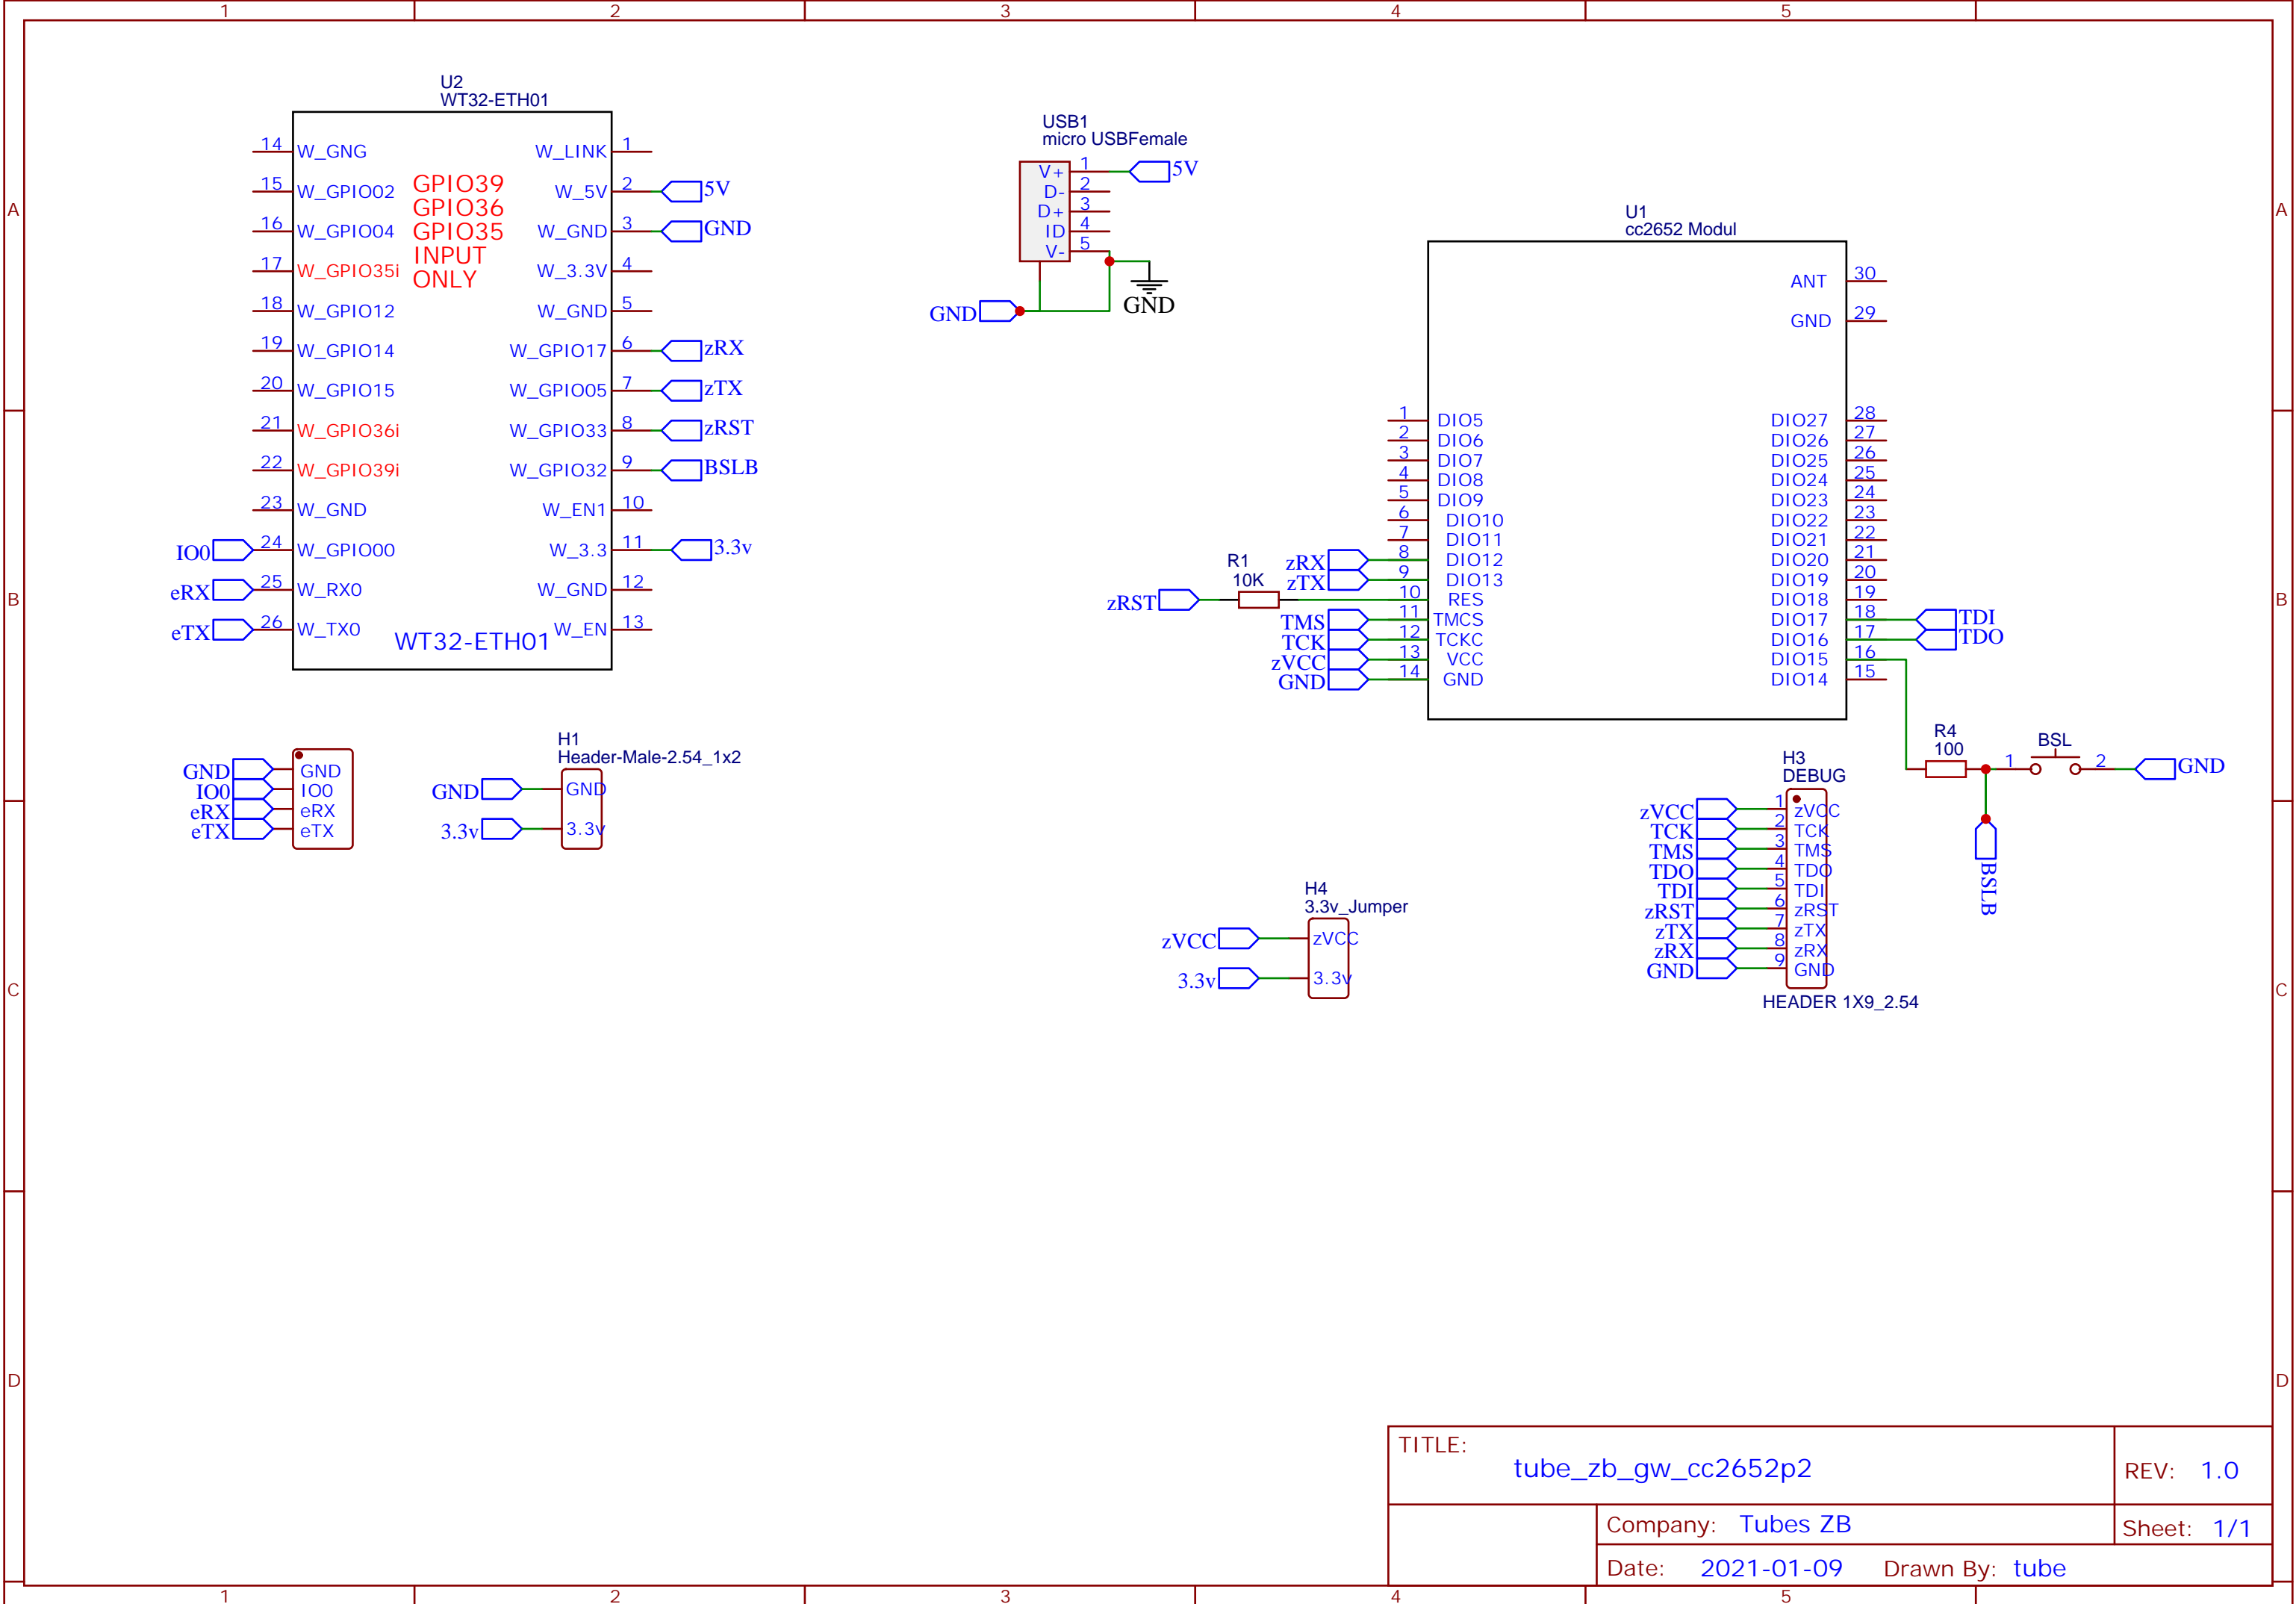 1 2 3 4 5
A
B
C
D
A
B
C
D
1 2 3 4 5
U2
WT32-ETH01
14 W_GNG
15 W_GPIO02
16 W_GPIO04
17 W_GPIO35i
18 W_GPIO12
19 W_GPIO14
20 W_GPIO15
21 W_GPIO36i
22 W_GPIO39i
23 W_GND
IO0 24 W_GPIO00
eRX 25 W_RX0
eTX 26 W_TX0
GPIO39
GPIO36
GPIO35
INPUT
ONLY
W_LINK 1
W_5V 2 5V
W_GND 3 GND
W_3.3V 4
W_GND 5
W_GPIO17 6 zRX
W_GPIO05 7 zTX
W_GPIO33 8 zRST
W_GPIO32 9 BSLB
W_EN1 10
W_3.3 11 3.3v
W_GND 12
W_EN 13
WT32-ETH01
USB1
micro USBFemale
V+ 1 5V
D- 2
D+ 3
ID 4
V- 5
GND
GND
U1
cc2652 Modul
ANT 30
GND 29
1 DIO5
2 DIO6
3 DIO7
4 DIO8
5 DIO9
6 DIO10
7 DIO11
zRX 8 DIO12
zTX 9 DIO13
R1
10K
zRST 10 RES
TMS 11 TMCS
TCK 12 TCKC
zVCC 13 VCC
GND 14 GND
DIO27 28
DIO26 27
DIO25 26
DIO24 25
DIO23 24
DIO22 23
DIO21 22
DIO20 21
DIO19 20
DIO18 19
DIO17 18 TDI
DIO16 17 TDO
DIO15 16
DIO14 15
R4
100
BSL
1 2 GND
BSLB
GND GND
IO0 IO0
eRX eRX
eTX eTX
H1
Header-Male-2.54_1x2
GND GND
3.3v 3.3v
H4
3.3v_Jumper
zVCC zVCC
3.3v 3.3v
H3
DEBUG
zVCC 1 zVCC
TCK 2 TCK
TMS 3 TMS
TDO 4 TDO
TDI 5 TDI
zRST 6 zRST
zTX 7 zTX
zRX 8 zRX
GND 9 GND
HEADER 1X9_2.54
TITLE:
tube_zb_gw_cc2652p2
REV: 1.0
Company: Tubes ZB
Sheet: 1/1
Date: 2021-01-09 Drawn By: tube